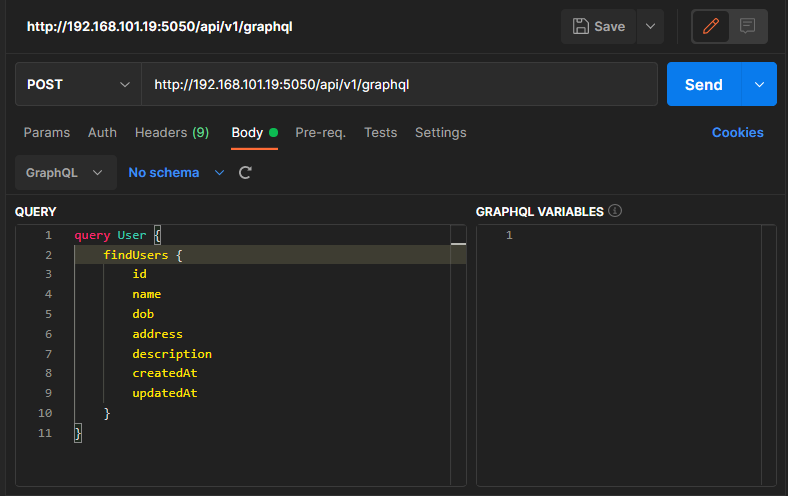 http://192.168.101.19:5050/api/v1/graphql
Save
POST
http://192.168.101.19:5050/api/v1/graphql
Send
Params Auth Headers (9) Body Pre-req. Tests Settings Cookies
GraphQL No schema
QUERY
1 query User {
2 findUsers {
3 id
4 name
5 dob
6 address
7 description
8 createdAt
9 updatedAt
10 }
11 }
GRAPHQL VARIABLES
1